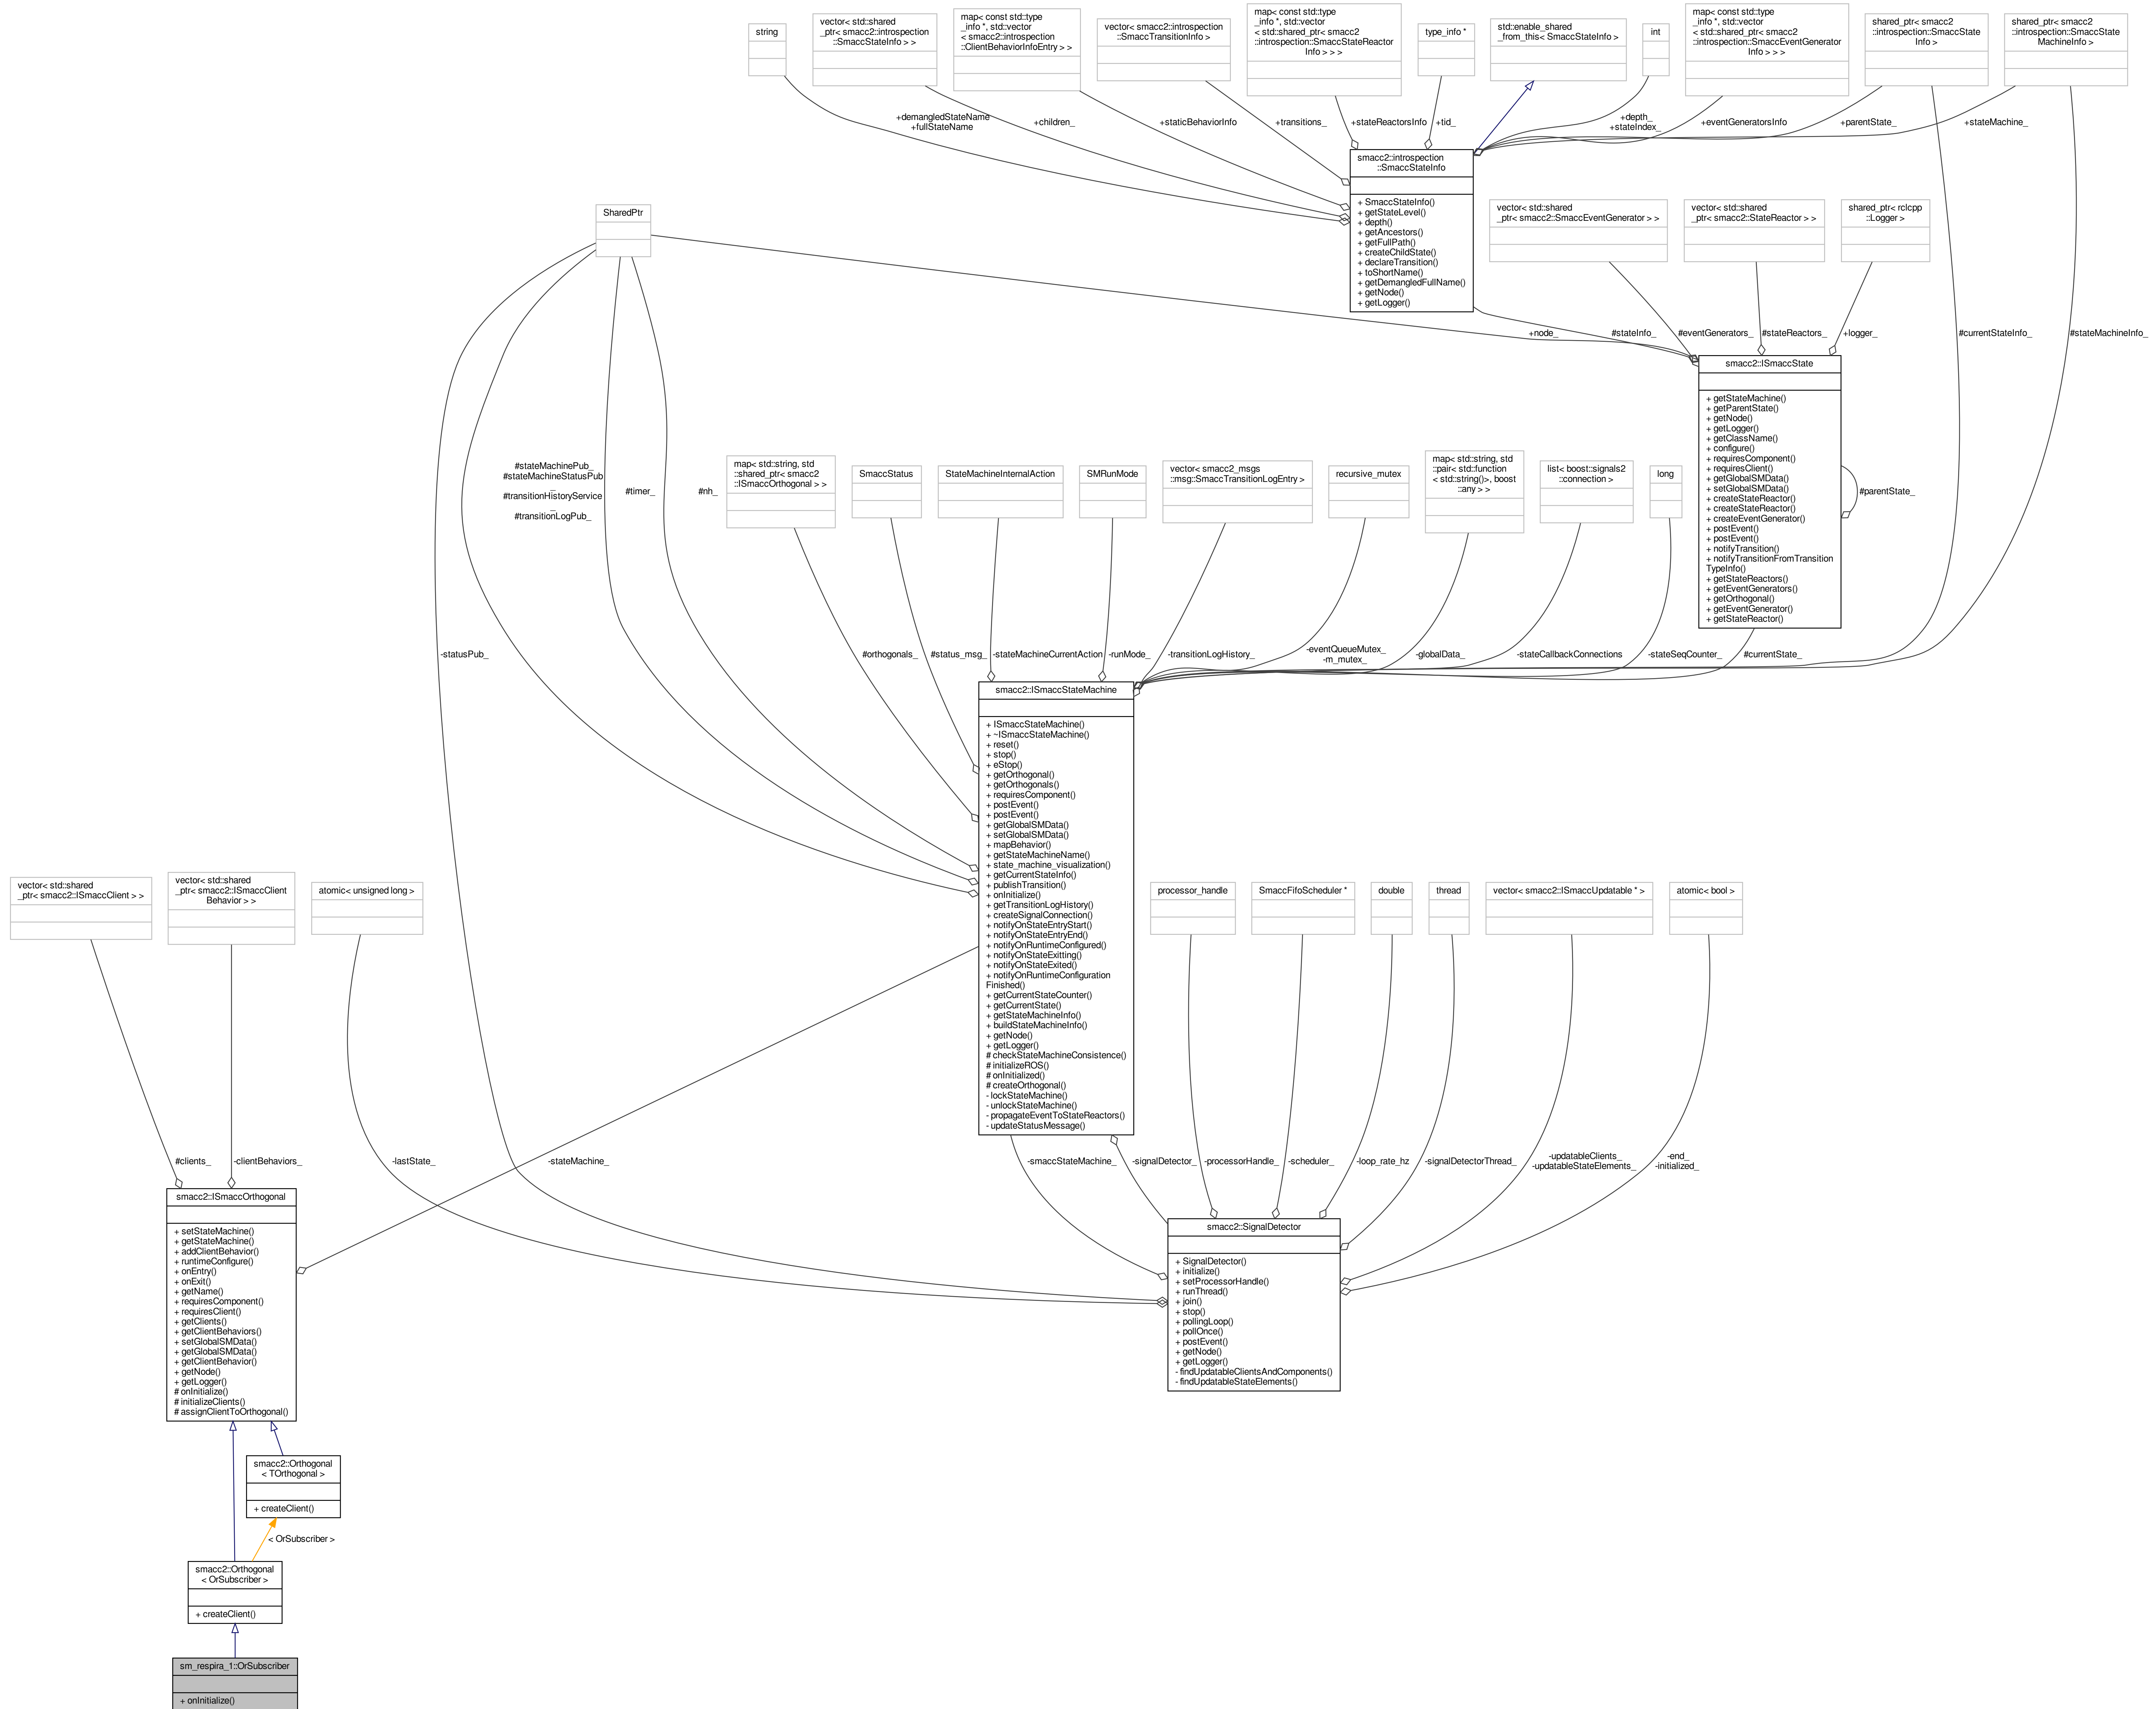 string
vector< std::shared
_ptr< smacc2::introspection
::SmaccStateInfo > >
map< const std::type
_info *, std::vector
< smacc2::introspection
::ClientBehaviorInfoEntry > >
vector< smacc2::introspection
::SmaccTransitionInfo >
map< const std::type
_info *, std::vector
< std::shared_ptr< smacc2
::introspection::SmaccStateReactor
Info > > >
type_info *
std::enable_shared
_from_this< SmaccStateInfo >
int
map< const std::type
_info *, std::vector
< std::shared_ptr< smacc2
::introspection::SmaccEventGenerator
Info > > >
shared_ptr< smacc2
::introspection::SmaccState
Info >
shared_ptr< smacc2
::introspection::SmaccState
MachineInfo >
+demangledStateName
+fullStateName
+children_
+staticBehaviorInfo
+transitions_
+stateReactorsInfo
+tid_
+depth_
+stateIndex_
+eventGeneratorsInfo
+parentState_
+stateMachine_
smacc2::introspection
::SmaccStateInfo
+ SmaccStateInfo()
+ getStateLevel()
+ depth()
+ getAncestors()
+ getFullPath()
+ createChildState()
+ declareTransition()
+ toShortName()
+ getDemangledFullName()
+ getNode()
+ getLogger()
SharedPtr
vector< std::shared
_ptr< smacc2::SmaccEventGenerator > >
vector< std::shared
_ptr< smacc2::StateReactor > >
shared_ptr< rclcpp
::Logger >
+node_
#stateInfo_
#eventGenerators_
#stateReactors_
+logger_
#currentStateInfo_
#stateMachineInfo_
smacc2::ISmaccState
+ getStateMachine()
+ getParentState()
+ getNode()
+ getLogger()
+ getClassName()
+ configure()
+ requiresComponent()
+ requiresClient()
+ getGlobalSMData()
+ setGlobalSMData()
+ createStateReactor()
+ createStateReactor()
+ createEventGenerator()
+ postEvent()
+ postEvent()
+ notifyTransition()
+ notifyTransitionFromTransition
TypeInfo()
+ getStateReactors()
+ getEventGenerators()
+ getOrthogonal()
+ getEventGenerator()
+ getStateReactor()
#parentState_
#stateMachinePub_
#stateMachineStatusPub
_
#transitionHistoryService
_
#transitionLogPub_
#timer_
#nh_
map< std::string, std
::shared_ptr< smacc2
::ISmaccOrthogonal > >
SmaccStatus
StateMachineInternalAction
SMRunMode
vector< smacc2_msgs
::msg::SmaccTransitionLogEntry >
recursive_mutex
map< std::string, std
::pair< std::function
< std::string()>, boost
::any > >
list< boost::signals2
::connection >
long
-statusPub_
#orthogonals_
#status_msg_
-stateMachineCurrentAction
-runMode_
-transitionLogHistory_
-eventQueueMutex_
-m_mutex_
-globalData_
-stateCallbackConnections
-stateSeqCounter_
#currentState_
smacc2::ISmaccStateMachine
+ ISmaccStateMachine()
+ ~ISmaccStateMachine()
+ reset()
+ stop()
+ eStop()
+ getOrthogonal()
+ getOrthogonals()
+ requiresComponent()
+ postEvent()
+ postEvent()
+ getGlobalSMData()
+ setGlobalSMData()
+ mapBehavior()
+ getStateMachineName()
+ state_machine_visualization()
+ getCurrentStateInfo()
+ publishTransition()
+ onInitialize()
+ getTransitionLogHistory()
+ createSignalConnection()
+ notifyOnStateEntryStart()
+ notifyOnStateEntryEnd()
+ notifyOnRuntimeConfigured()
+ notifyOnStateExitting()
+ notifyOnStateExited()
+ notifyOnRuntimeConfiguration
Finished()
+ getCurrentStateCounter()
+ getCurrentState()
+ getStateMachineInfo()
+ buildStateMachineInfo()
+ getNode()
+ getLogger()
# checkStateMachineConsistence()
# initializeROS()
# onInitialized()
# createOrthogonal()
- lockStateMachine()
- unlockStateMachine()
- propagateEventToStateReactors()
- updateStatusMessage()
vector< std::shared
_ptr< smacc2::ISmaccClient > >
vector< std::shared
_ptr< smacc2::ISmaccClient
Behavior > >
atomic< unsigned long >
processor_handle
SmaccFifoScheduler *
double
thread
vector< smacc2::ISmaccUpdatable * >
atomic< bool >
#clients_
-clientBehaviors_
-lastState_
-stateMachine_
-smaccStateMachine_
-signalDetector_
-processorHandle_
-scheduler_
-loop_rate_hz
-signalDetectorThread_
-updatableClients_
-updatableStateElements_
-end_
-initialized_
smacc2::ISmaccOrthogonal
+ setStateMachine()
+ getStateMachine()
+ addClientBehavior()
+ runtimeConfigure()
+ onEntry()
+ onExit()
+ getName()
+ requiresComponent()
+ requiresClient()
+ getClients()
+ getClientBehaviors()
+ setGlobalSMData()
+ getGlobalSMData()
+ getClientBehavior()
+ getNode()
+ getLogger()
# onInitialize()
# initializeClients()
# assignClientToOrthogonal()
smacc2::SignalDetector
+ SignalDetector()
+ initialize()
+ setProcessorHandle()
+ runThread()
+ join()
+ stop()
+ pollingLoop()
+ pollOnce()
+ postEvent()
+ getNode()
+ getLogger()
- findUpdatableClientsAndComponents()
- findUpdatableStateElements()
smacc2::Orthogonal
< TOrthogonal >
+ createClient()
< OrSubscriber >
smacc2::Orthogonal
< OrSubscriber >
+ createClient()
sm_respira_1::OrSubscriber
+ onInitialize()